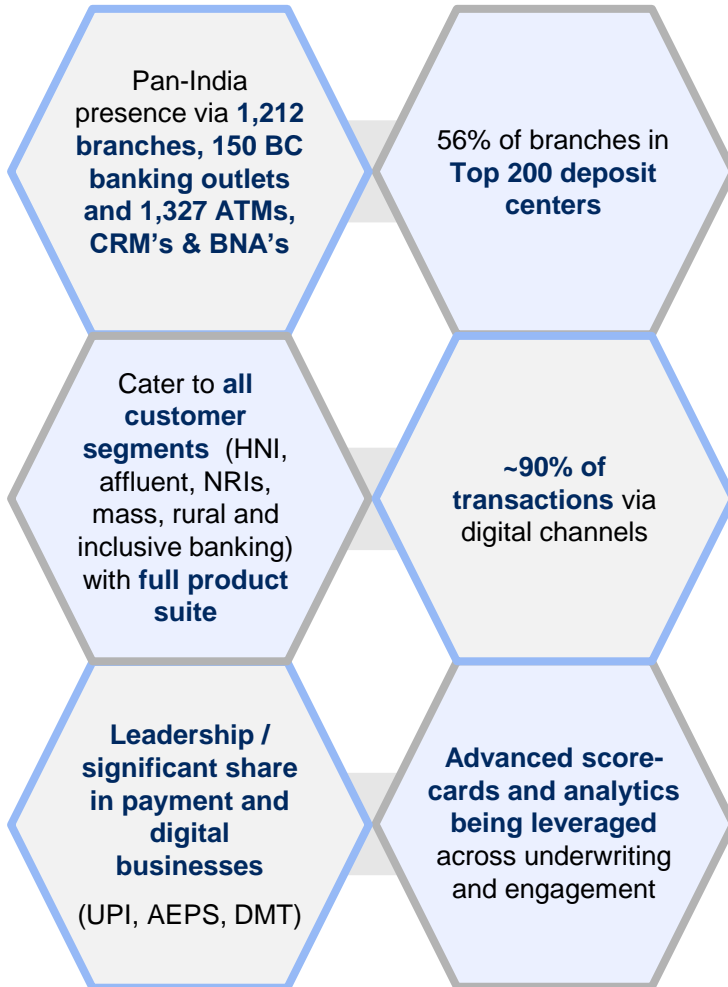 Pan-India
presence via 1,212
branches, 150 BC
banking outlets
and 1,327 ATMs,
CRM's & BNA's
56% of branches in
Top 200 deposit
centers
Cater to all
customer
segments (HNI,
affluent, NRIs,
mass, rural and
inclusive banking)
with full product
suite
~90% of
transactions via
digital channels
Leadership /
significant share
in payment and
digital
businesses
(UPI, AEPS, DMT)
Advanced score-
cards and analytics
being leveraged
across underwriting
and engagement